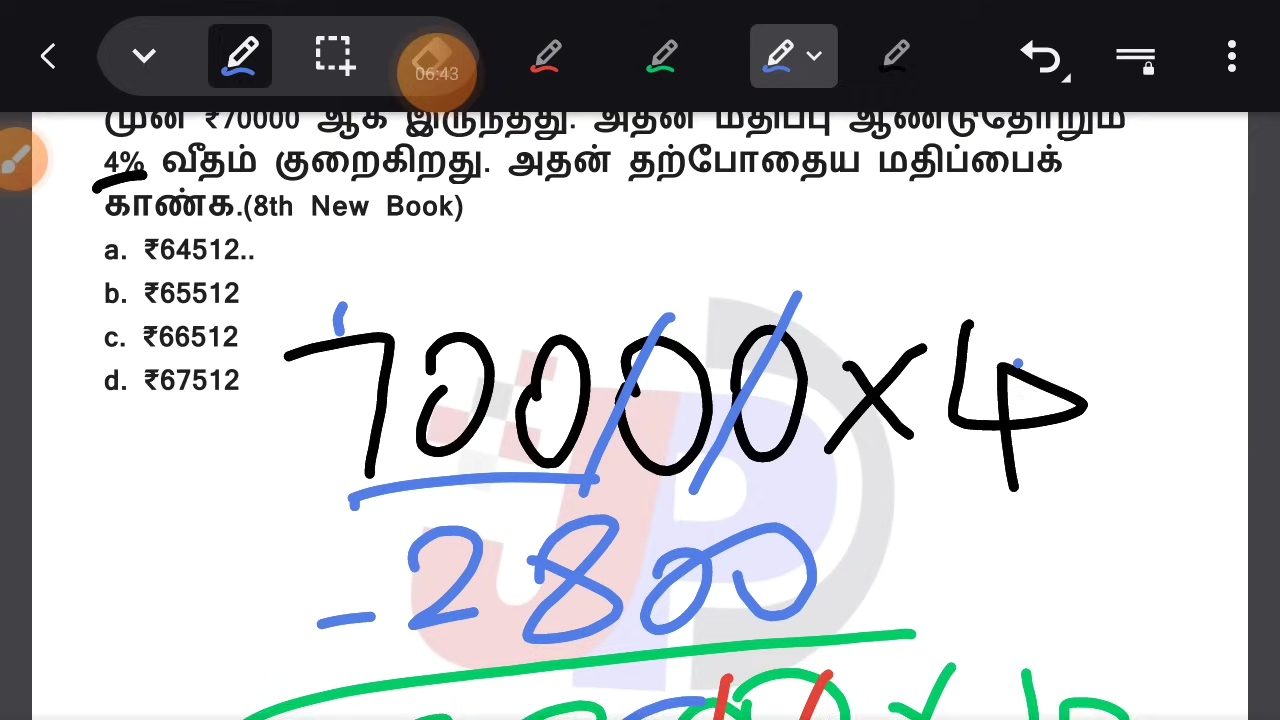 06:43
முன் ₹70000 ஆக இருந்தது. அதன் மதிப்பு ஆண்டுதோறும்
4% வீதம் குறைகிறது. அதன் தற்போதைய மதிப்பைக்
காண்க.(8th New Book)
a. ₹64512..
b. ₹65512
c. ₹66512
d. ₹67512
70000×4
-2800